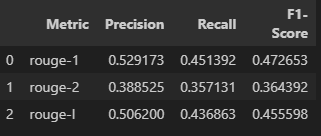 Metric Precision Recall F1-
Score
0 rouge-1 0.529173 0.451392 0.472653
1 rouge-2 0.388525 0.357131 0.364392
2 rouge-l 0.506200 0.436863 0.455598